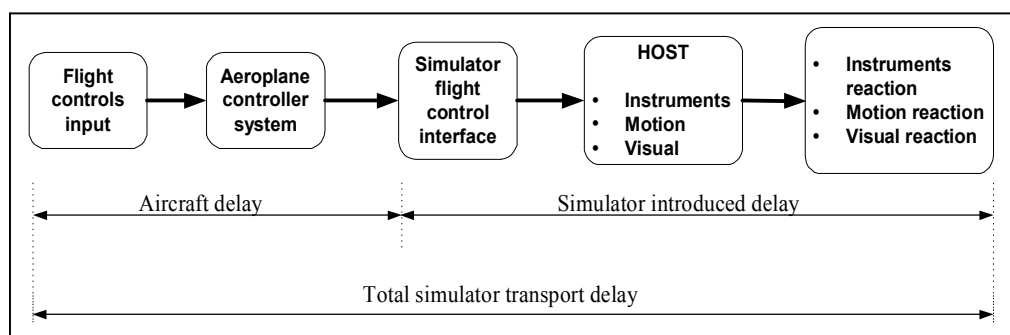 Flight
controls
input
Aeroplane
controller
system
Simulator
flight
control
interface
HOST
• Instruments
• Motion
• Visual
• Instruments
reaction
• Motion reaction
• Visual reaction
Aircraft delay
Simulator introduced delay
Total simulator transport delay